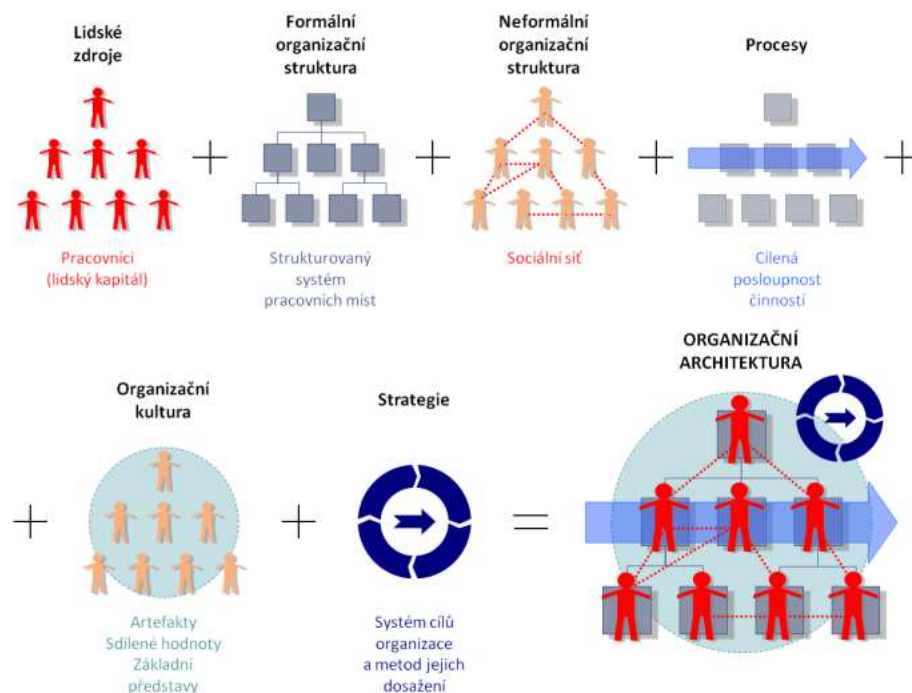 Lidské
zdroje
Formální
organizační
struktura
Neformální
organizační
struktura
Procesy
+
+
+
+
Pracovníci
(lidský kapitál)
Strukturovaný
systém
pracovních míst
Sociální síť
Cílená
posloupnost
činností
Organizační
kultura
Strategie
ORGANIZAČNÍ
ARCHITEKTURA
+
+
=
Artefakty
Sdílené hodnoty
Základní
představy
Systém cílů
organizace
a metod jejich
dosažení